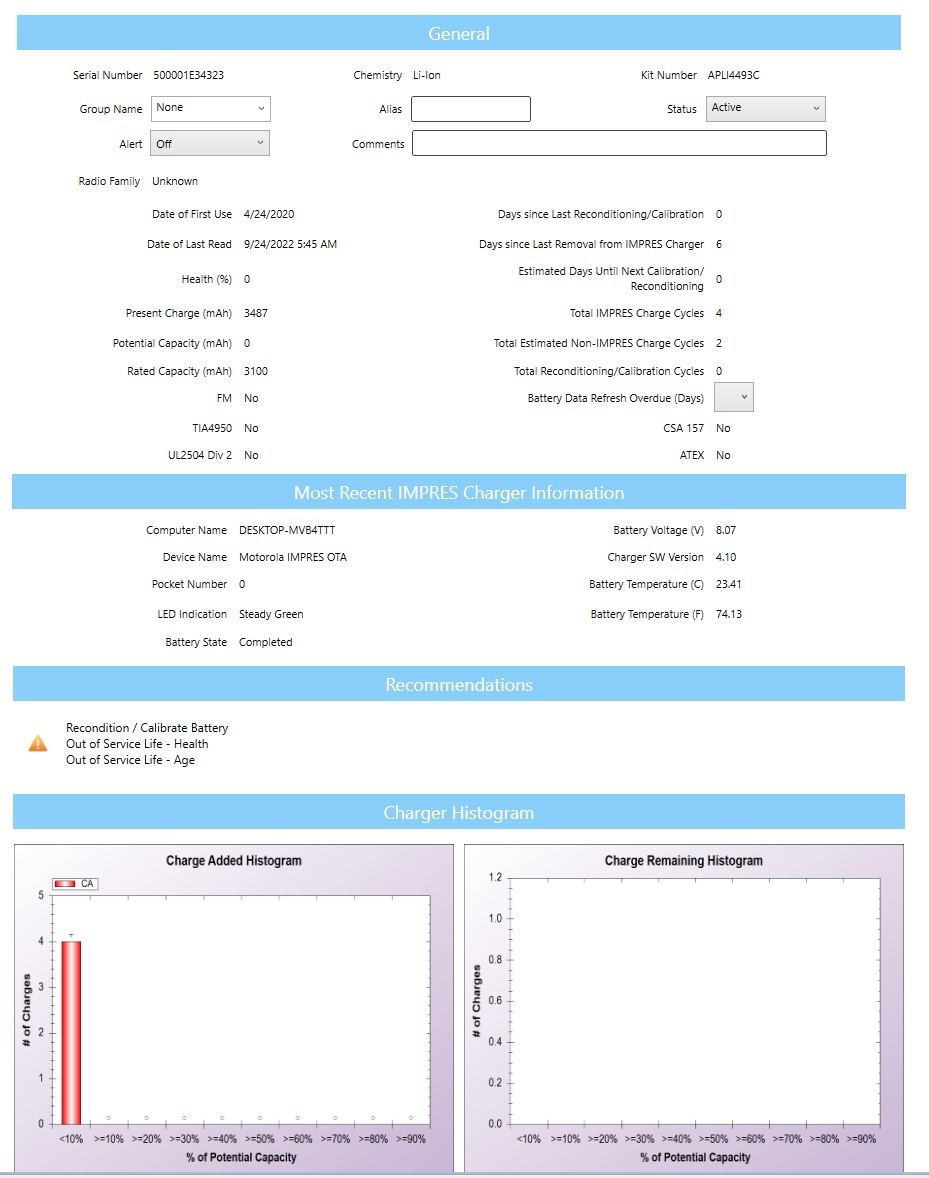 General
Serial Number 500001E34323 Chemistry Li-Ion Kit Number APLI4493C
Group Name None Alias Status Active
Alert Off Comments
Radio Family Unknown
Date of First Use 4/24/2020 Days since Last Reconditioning/Calibration 0
Date of Last Read 9/24/2022 5:45 AM Days since Last Removal from IMPRES Charger 6
Health (%) 0 Estimated Days Until Next Calibration/
Reconditioning 0
Present Charge (mAh) 3487 Total IMPRES Charge Cycles 4
Potential Capacity (mAh) 0 Total Estimated Non-IMPRES Charge Cycles 2
Rated Capacity (mAh) 3100 Total Reconditioning/Calibration Cycles 0
FM No Battery Data Refresh Overdue (Days)
TIA4950 No CSA 157 No
UL2504 Div 2 No ATEX No
Most Recent IMPRES Charger Information
Computer Name DESKTOP-MVB4TTT Battery Voltage (V) 8.07
Device Name Motorola IMPRES OTA Charger SW Version 4.10
Pocket Number 0 Battery Temperature (C) 23.41
LED Indication Steady Green Battery Temperature (F) 74.13
Battery State Completed
Recommendations
Recondition / Calibrate Battery
Out of Service Life - Health
Out of Service Life - Age
Charger Histogram
Charge Added Histogram
CA
5
4
3
2
1
0
# of Charges
<10% >=10% >=20% >=30% >=40% >=50% >=60% >=70% >=80% >=90%
% of Potential Capacity
Charge Remaining Histogram
1.2
1.0
0.8
0.6
0.4
0.2
0.0
# of Charges
<10% >=10% >=20% >=30% >=40% >=50% >=60% >=70% >=80% >=90%
% of Potential Capacity